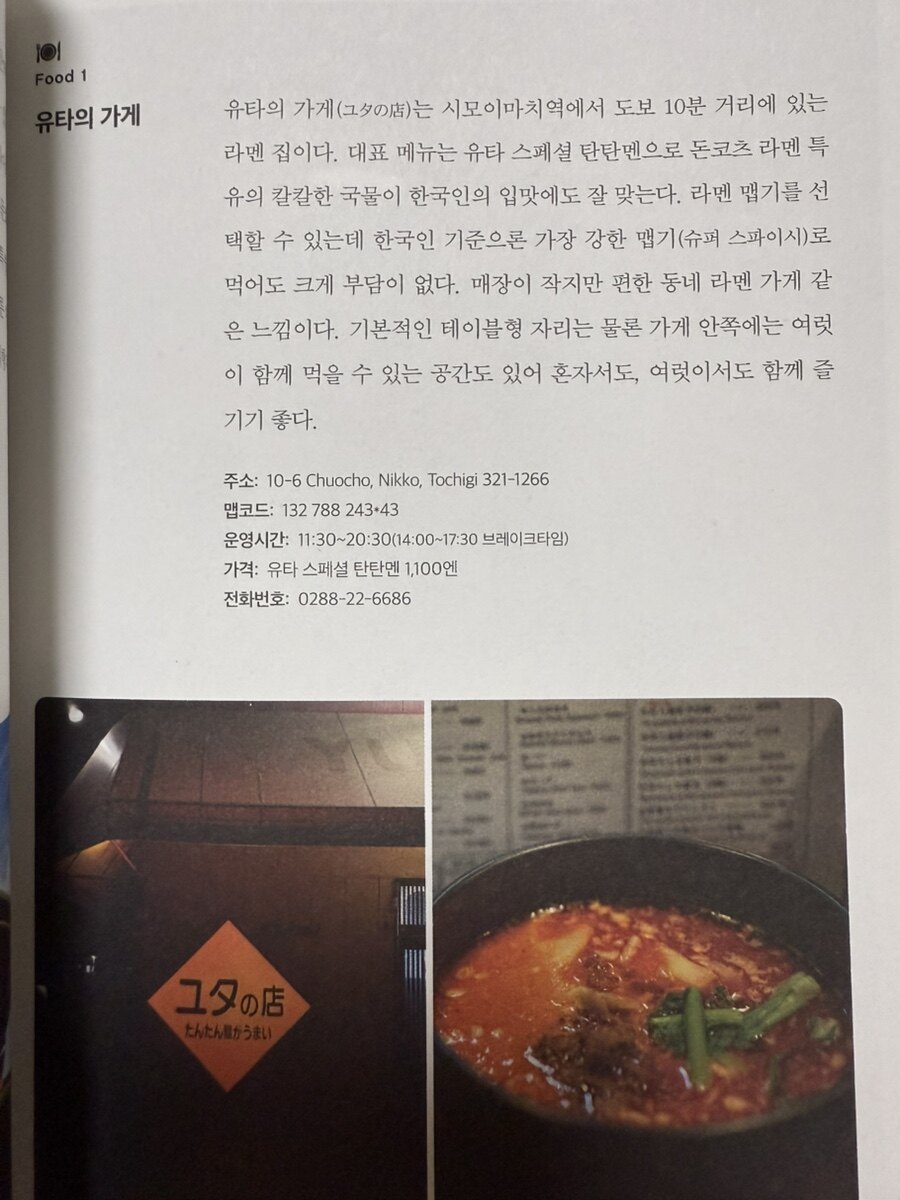 Food 1
유타의 가게
유타의 가게(ユタの店)는 시모이마치역에서 도보 10분 거리에 있는
라멘 집이다. 대표 메뉴는 유타 스페셜 탄탄멘으로 돈코츠 라멘 특
유의 칼칼한 국물이 한국인의 입맛에도 잘 맞는다. 라멘 맵기를 선
택할 수 있는데 한국인 기준으론 가장 강한 맵기(슈퍼 스파이시)로
먹어도 크게 부담이 없다. 매장이 작지만 편한 동네 라멘 가게 같
은 느낌이다. 기본적인 테이블형 자리는 물론 가게 안쪽에는 여럿
이 함께 먹을 수 있는 공간도 있어 혼자서도, 여럿이서도 함께 즐
기기 좋다.
주소: 10-6 Chuocho, Nikko, Tochigi 321-1266
맵코드: 132 788 243*43
운영시간: 11:30~20:30(14:00~17:30 브레이크타임)
가격: 유타 스페셜 탄탄멘 1,100엔
전화번호: 0288-22-6686
ユタの店
たんたん麺がうまい